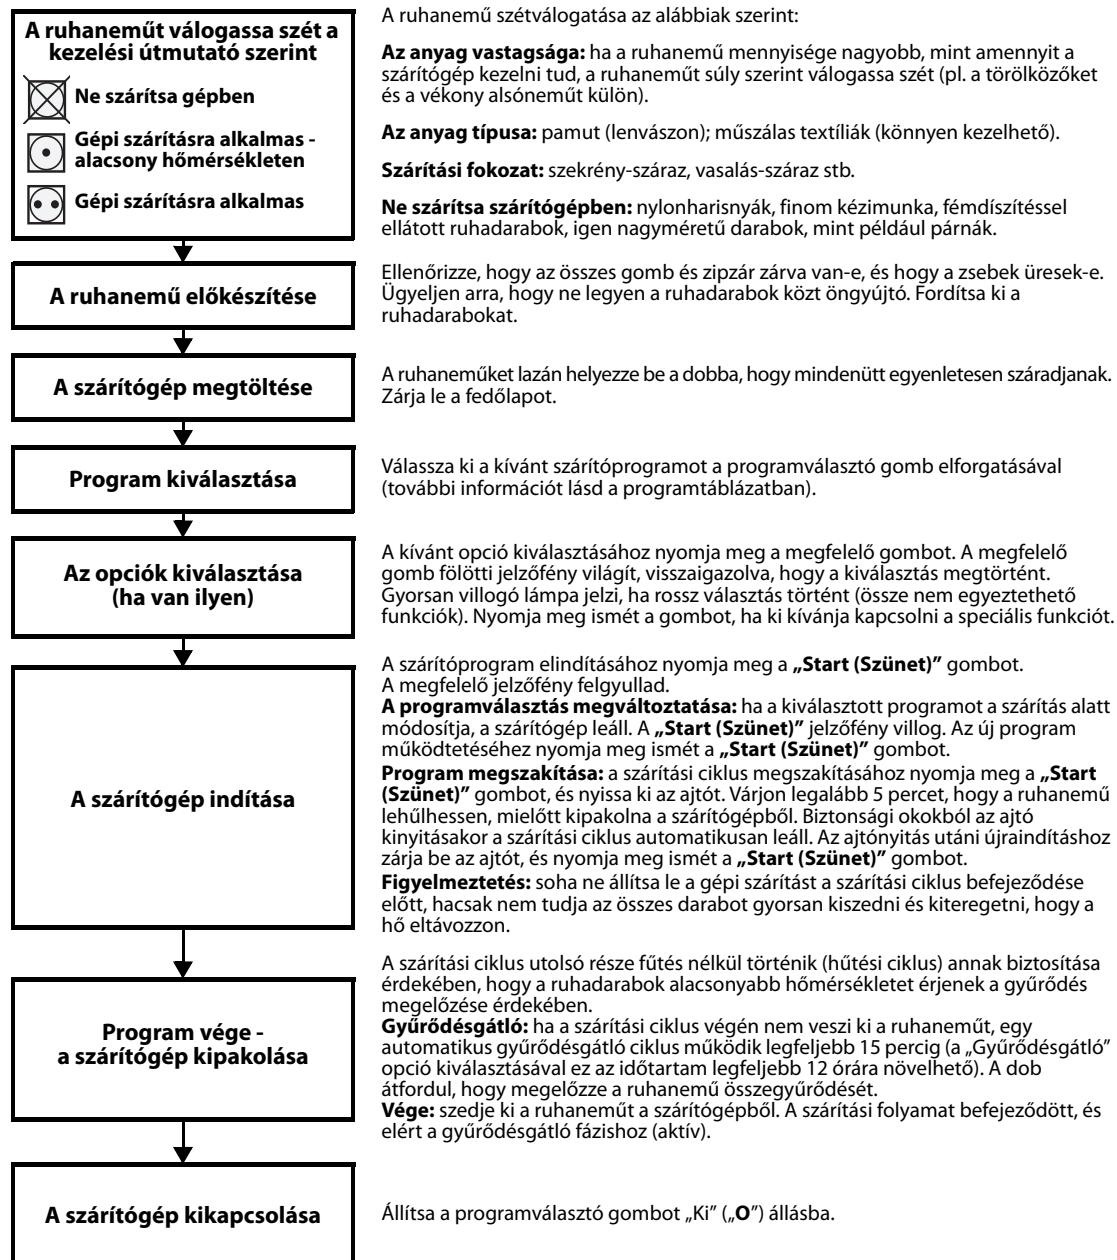 A ruhaneműt válogassa szét a
kezelési útmutató szerint
Ne szárítsa gépben
Gépi szárításra alkalmas -
alacsony hőmérsékleten
Gépi szárításra alkalmas
A ruhanemű szétválogatása az alábbiak szerint:
Az anyag vastagsága: ha a ruhanemű mennyisége nagyobb, mint amennyit a
szárítógép kezelni tud, a ruhaneműt súly szerint válogassa szét (pl. a törölközőket
és a vékony alsóneműt külön).
Az anyag típusa: pamut (lenvászon); műszálas textíliák (könnyen kezelhető).
Szárítási fokozat: szekrény-száraz, vasalás-száraz stb.
Ne szárítsa szárítógépben: nylonharisnyák, finom kézimunka, fémdíszítéssel
ellátott ruhadarabok, igen nagyméretű darabok, mint például párnák.
A ruhanemű előkészítése
Ellenőrizze, hogy az összes gomb és zipzár zárva van-e, és hogy a zsebek üresek-e.
Ügyeljen arra, hogy ne legyen a ruhadarabok közt öngyújtó. Fordítsa ki a
ruhadarabokat.
A szárítógép megtöltése
A ruhaneműket lazán helyezze be a dobba, hogy mindenütt egyenletesen száradjanak.
Zárja le a fedőlapot.
Program kiválasztása
Válassza ki a kívánt szárítóprogramot a programválasztó gomb elforgatásával
(további információt lásd a programtáblázatban).
Az opciók kiválasztása
(ha van ilyen)
A kívánt opció kiválasztásához nyomja meg a megfelelő gombot. A megfelelő
gomb fölötti jelzőfény világít, visszaigazolva, hogy a kiválasztás megtörtént.
Gyorsan villogó lámpa jelzi, ha rossz választás történt (össze nem egyeztethető
funkciók). Nyomja meg ismét a gombot, ha ki kívánja kapcsolni a speciális funkciót.
A szárítógép indítása
A szárítóprogram elindításához nyomja meg a „Start (Szünet)” gombot.
A megfelelő jelzőfény felgyullad.
A programválasztás megváltoztatása: ha a kiválasztott programot a szárítás alatt
módosítja, a szárítógép leáll. A „Start (Szünet)” jelzőfény villog. Az új program
működtetéséhez nyomja meg ismét a „Start (Szünet)” gombot.
Program megszakítása: a szárítási ciklus megszakításához nyomja meg a „Start
(Szünet)” gombot, és nyissa ki az ajtót. Várjon legalább 5 percet, hogy a ruhanemű
lehűlhessen, mielőtt kipakolna a szárítógépből. Biztonsági okokból az ajtó
kinyitásakor a szárítási ciklus automatikusan leáll. Az ajtónyitás utáni újraindításhoz
zárja be az ajtót, és nyomja meg ismét a „Start (Szünet)” gombot.
Figyelmeztetés: soha ne állítsa le a gépi szárítást a szárítási ciklus befejeződése
előtt, hacsak nem tudja az összes darabot gyorsan kiszedni és kiteregetni, hogy a
hő eltávozzon.
Program vége -
a szárítógép kipakolása
A szárítási ciklus utolsó része fűtés nélkül történik (hűtési ciklus) annak biztosítása
érdekében, hogy a ruhadarabok alacsonyabb hőmérsékletet érjenek a gyűrődés
megelőzése érdekében.
Gyűrődésgátló: ha a szárítási ciklus végén nem veszi ki a ruhaneműt, egy
automatikus gyűrődésgátló ciklus működik legfeljebb 15 percig (a „Gyűrődésgátló”
opció kiválasztásával ez az időtartam legfeljebb 12 órára növelhető). A dob
átfordul, hogy megelőzze a ruhanemű összegyűrődését.
Vége: szedje ki a ruhaneműt a szárítógépből. A szárítási folyamat befejeződött, és
elért a gyűrődésgátló fázishoz (aktív).
A szárítógép kikapcsolása
Állítsa a programválasztó gombot „Ki” („O”) állásba.